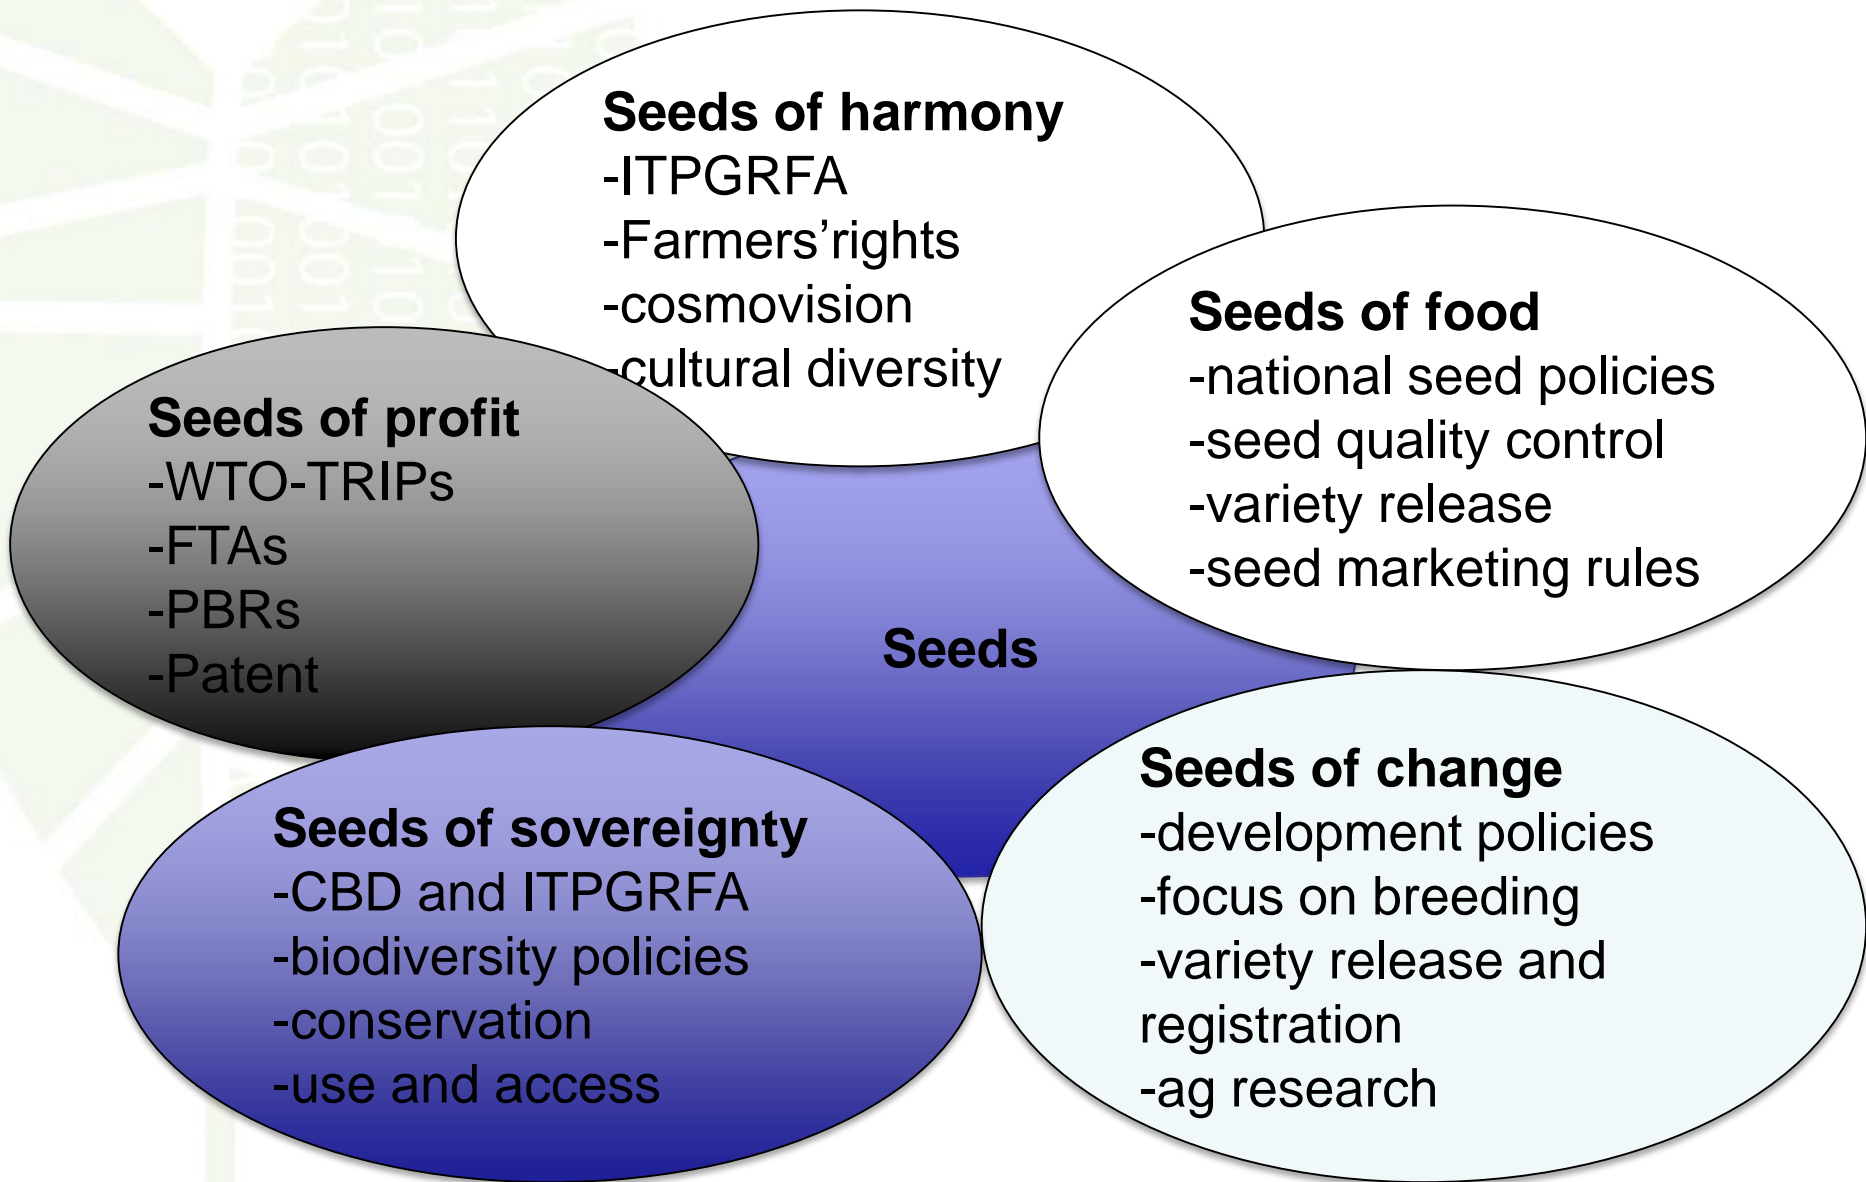 Seeds of harmony
-ITPGRFA
-Farmers'rights
-cosmovision
-cultural diversity
Seeds of food
-national seed policies
-seed quality control
-variety release
-seed marketing rules
Seeds of profit
-WTO-TRIPs
-FTAs
-PBRs
-Patent
Seeds
Seeds of sovereignty
-CBD and ITPGRFA
-biodiversity policies
-conservation
-use and access
Seeds of change
-development policies
-focus on breeding
-variety release and
registration
-ag research